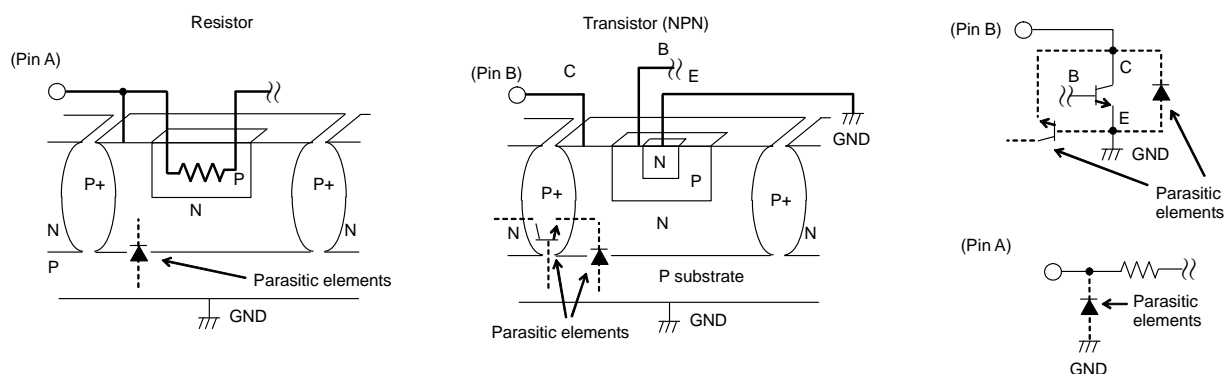 Resistor
(Pin A)
P+
P
P+
N
N
N
P
Parasitic elements
GND
Transistor (NPN)
B
(Pin B)
C
E
GND
N
P+
P
P+
N
N
N
P substrate
GND
Parasitic elements
(Pin B)
C
B
E
GND
Parasitic
elements
(Pin A)
Parasitic
elements
GND